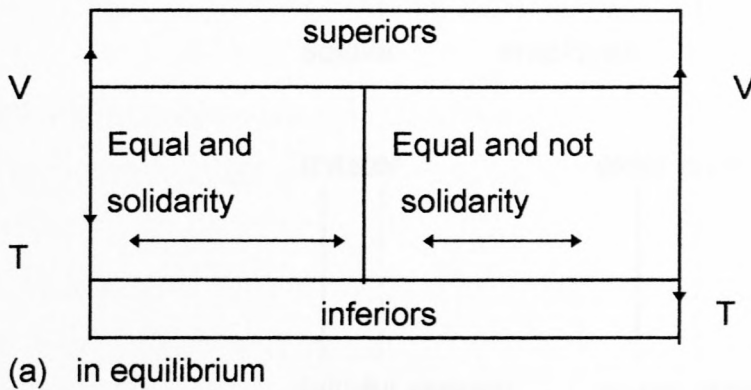 superiors
V V
Equal and Equal and not
solidarity solidarity
T
inferiors T
(a) in equilibrium